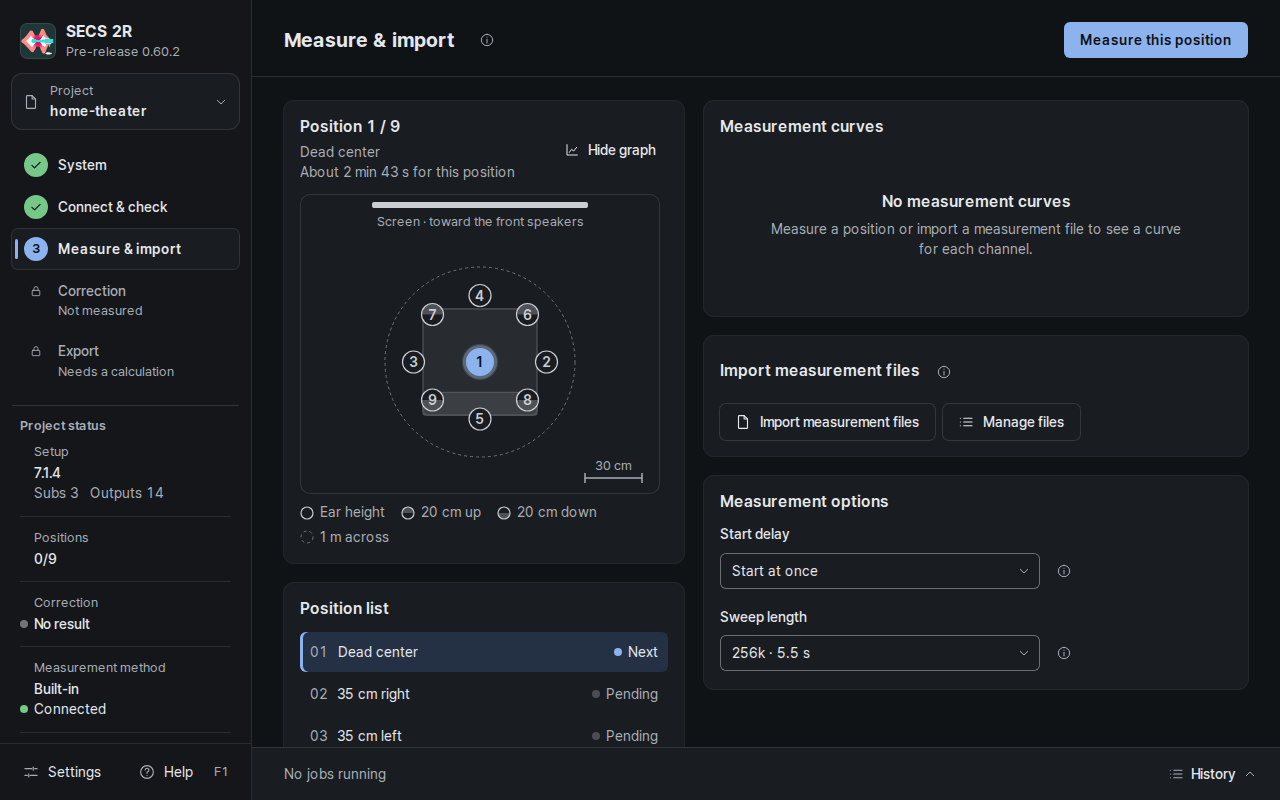 SECS 2R
Pre-release 0.60.2
Project
home-theater
System
Connect & check
3 Measure & import
Correction
Not measured
Export
Needs a calculation
Project status
Setup
7.1.4
Subs 3 Outputs 14
Positions
0/9
Correction
No result
Measurement method
Built-in
Connected
Settings
Help F1
Measure & import
Measure this position
Position 1 / 9
Dead center
About 2 min 43 s for this position
Hide graph
Screen · toward the front speakers
4
7 6
3 1 2
9 8
5
30 cm
Ear height 20 cm up 20 cm down
1 m across
Position list
01 Dead center Next
02 35 cm right Pending
03 35 cm left Pending
Measurement curves
No measurement curves
Measure a position or import a measurement file to see a curve
for each channel.
Import measurement files
Import measurement files
Manage files
Measurement options
Start delay
Start at once
Sweep length
256k · 5.5 s
No jobs running
History